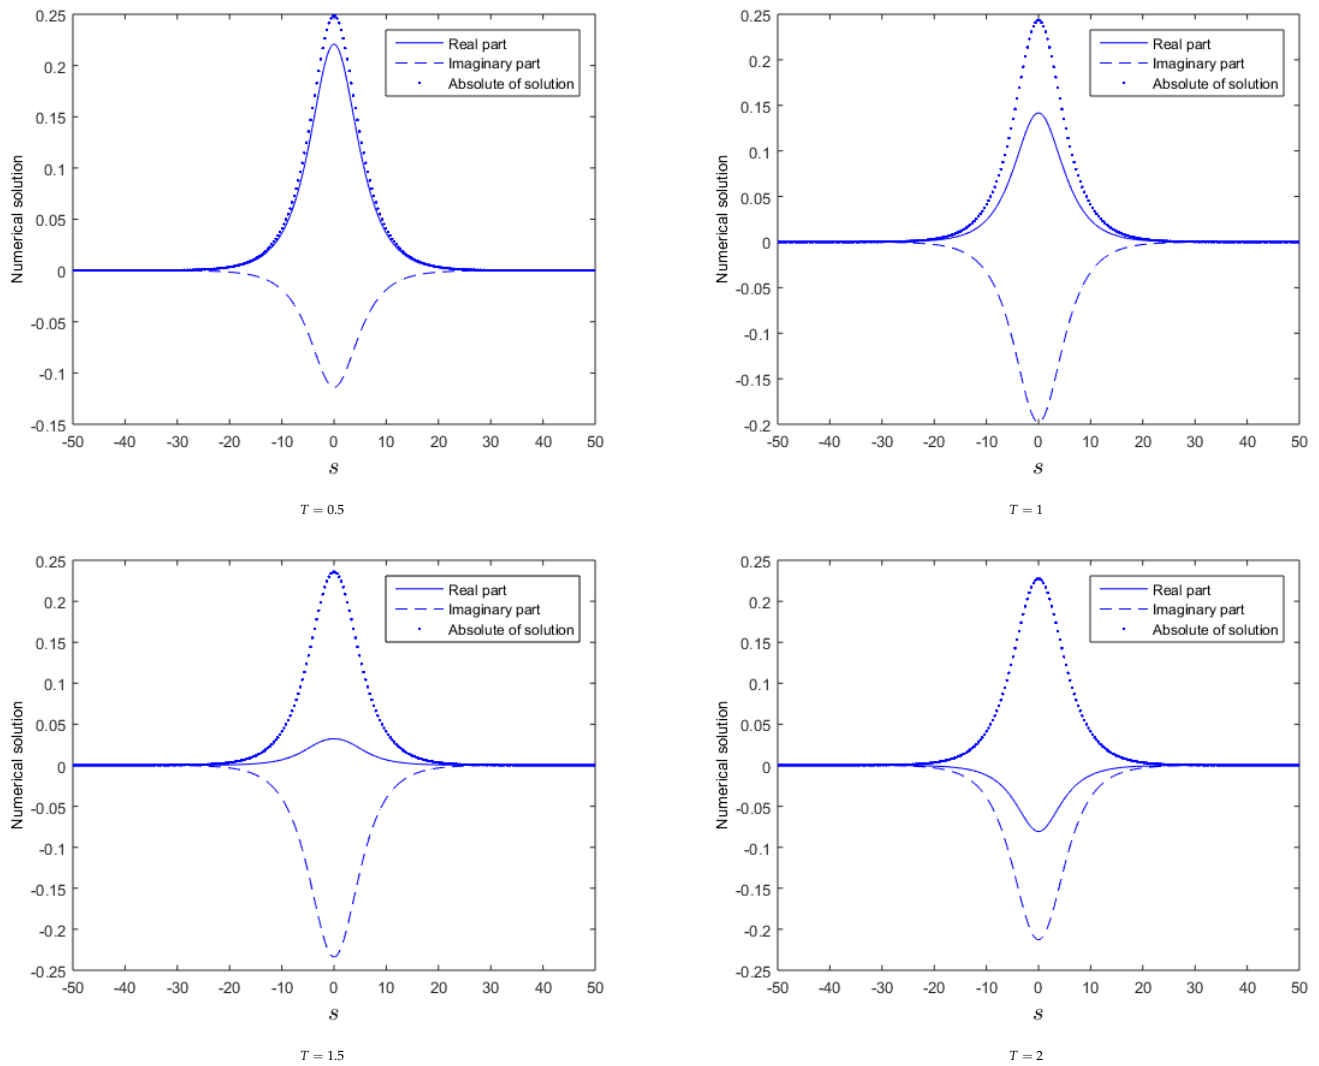 0.25
0.2
0.15
0.1
0.05
0
-0.05
-0.1
-0.15
Numerical solution
Real part
Imaginary part
Absolute of solution
-50 -40 -30 -20 -10 0 10 20 30 40 50
s
T = 0.5
0.25
0.2
0.15
0.1
0.05
0
-0.05
-0.1
-0.15
-0.2
Numerical solution
Real part
Imaginary part
Absolute of solution
-50 -40 -30 -20 -10 0 10 20 30 40 50
s
T = 1
0.25
0.2
0.15
0.1
0.05
0
-0.05
-0.1
-0.15
-0.2
-0.25
Numerical solution
Real part
Imaginary part
Absolute of solution
-50 -40 -30 -20 -10 0 10 20 30 40 50
s
T = 1.5
0.25
0.2
0.15
0.1
0.05
0
-0.05
-0.1
-0.15
-0.2
-0.25
Numerical solution
Real part
Imaginary part
Absolute of solution
-50 -40 -30 -20 -10 0 10 20 30 40 50
s
T = 2